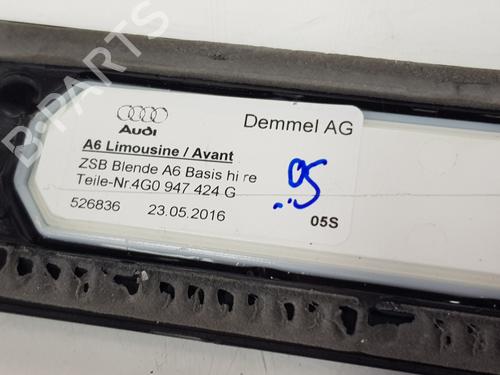 B-PARTS
Audi
Demmel AG
A6 Limousine / Avant
ZSB Blende A6 Basis hi re
Teile-Nr.4G0 947 424 G
526836 23.05.2016 05S
..95